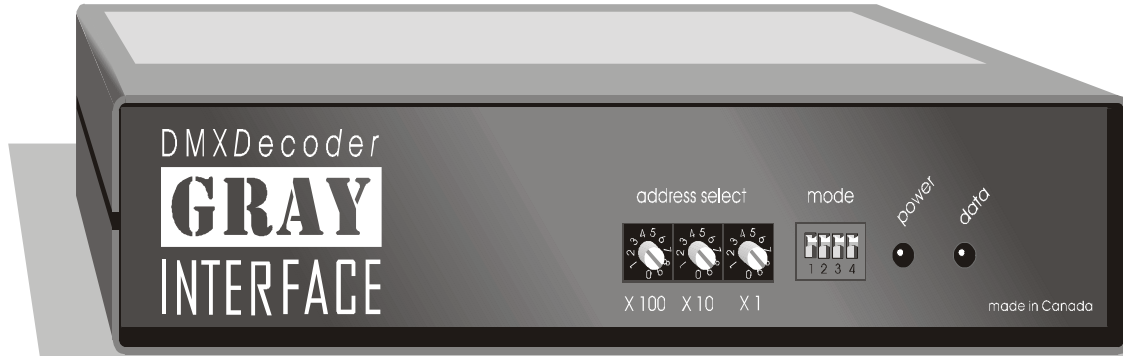 DMXDecoder
GRAY
INTERFACE
address select
mode
power
data
X 100 X 10 X 1
1 2 3 4
made in Canada